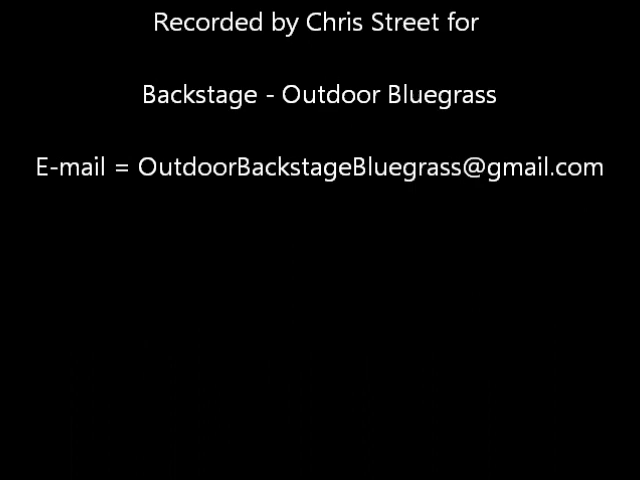 Recorded by Chris Street for
Backstage - Outdoor Bluegrass
E-mail = OutdoorBackstageBluegrass@gmail.com